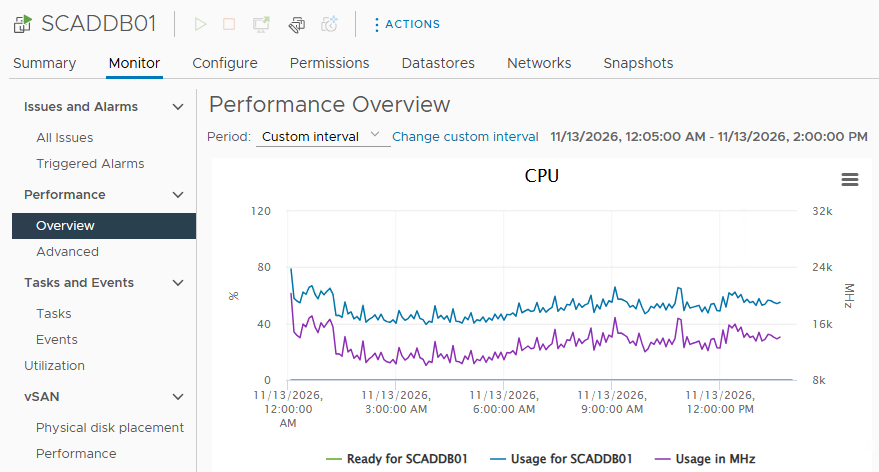 SCADDB01
ACTIONS
Summary Monitor Configure Permissions Datastores Networks Snapshots
Issues and Alarms
All Issues
Triggered Alarms
Performance
Overview
Advanced
Tasks and Events
Tasks
Events
Utilization
vSAN
Physical disk placement
Performance
Performance Overview
Period: Custom interval Change custom interval 11/13/2026, 12:05:00 AM - 11/13/2026, 2:00:00 PM
CPU
120 32k
80 24k
% MHz
40 16k
0 8k
11/13/2026, 11/13/2026, 11/13/2026, 11/13/2026, 11/13/2026,
12:00:00 3:00:00 AM 6:00:00 AM 9:00:00 AM 12:00:00 PM
AM
Ready for SCADDB01 Usage for SCADDB01 Usage in MHz